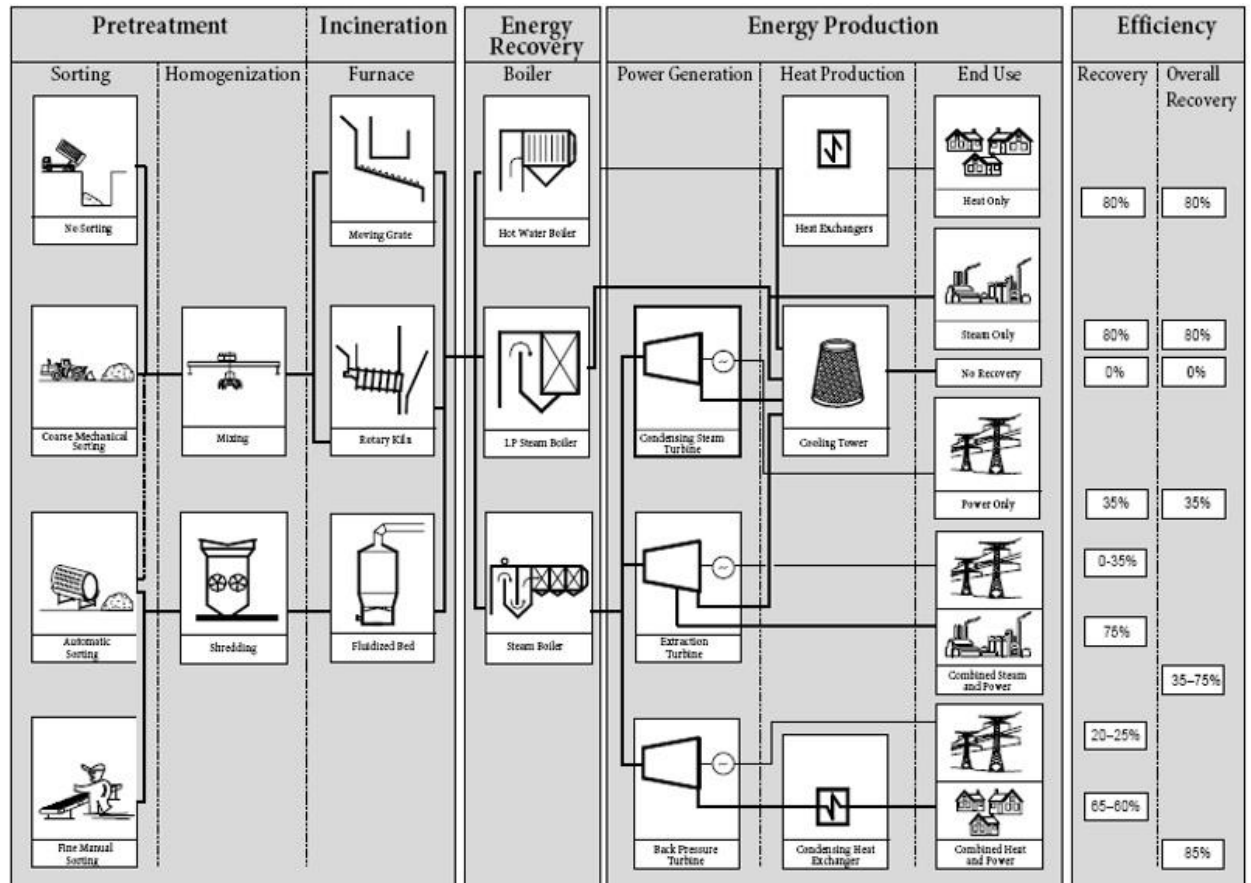 Pretreatment
Incineration
Energy
Recovery
Energy Production
Efficiency
Sorting
Homogenization
Furnace
Boiler
Power Generation
Heat Production
End Use
Recovery
Overall
Recovery
No Sorting
Moving Grate
Hot Water Boiler
Heat Exchangers
Heat Only
80%
80%
Steam Only
80%
80%
No Recovery
0%
0%
Coarse Mechanical
Sorting
Mixing
Rotary Kiln
LP Steam Boiler
Condensing Steam
Turbine
Cooling Tower
Power Only
35%
35%
0-35%
Automatic
Sorting
Shredding
Fluidized Bed
Steam Boiler
Extraction
Turbine
75%
Combined Steam
and Power
35–75%
20–25%
65–60%
Fine Manual
Sorting
Back Pressure
Turbine
Condensing Heat
Exchanger
Combined Heat
and Power
85%